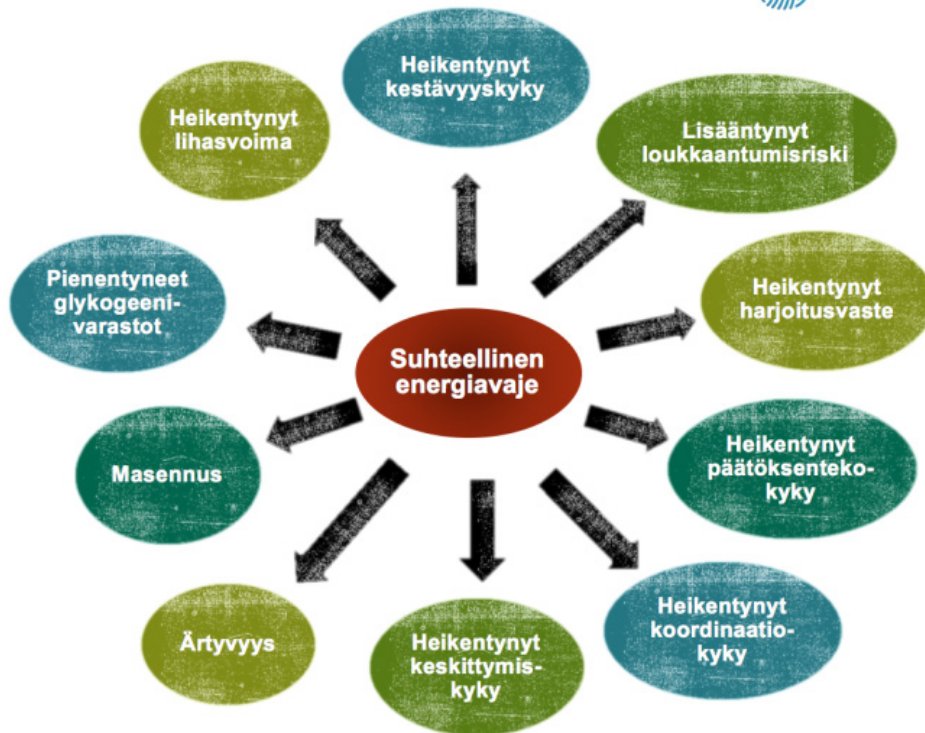 Heikentynyt
kestävyyskyky
Heikentynyt
lihasvoima
Lisääntynyt
loukkaantumisriski
Pienentyneet
glykogeeni-
varastot
Heikentynyt
harjoitusvaste
Suhteellinen
energiavaje
Masennus
Heikentynyt
päätöksenteko-
kyky
Ärtyvyys
Heikentynyt
keskittymis-
kyky
Heikentynyt
koordinaatio-
kyky